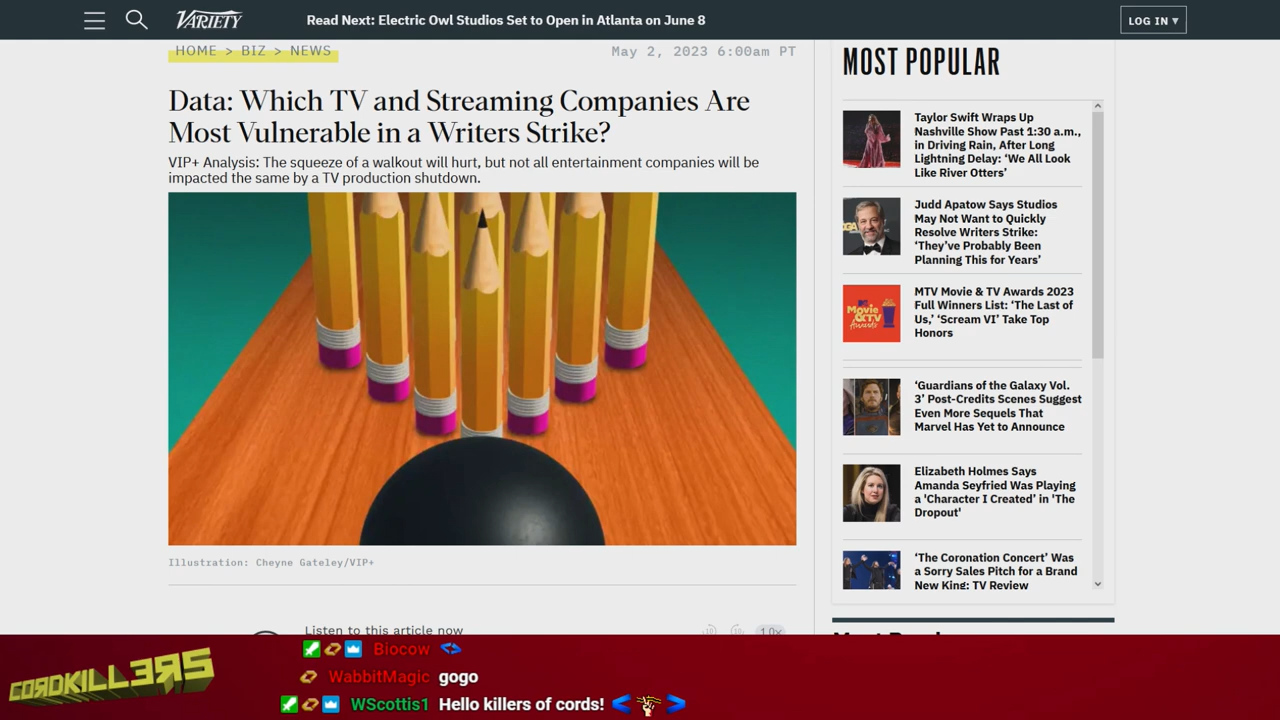 VARIETY
Read Next: Electric Owl Studios Set to Open in Atlanta on June 8
LOG IN ▾
HOME > BIZ > NEWS
May 2, 2023 6:00am PT
Data: Which TV and Streaming Companies Are
Most Vulnerable in a Writers Strike?
VIP+ Analysis: The squeeze of a walkout will hurt, but not all entertainment companies will be
impacted the same by a TV production shutdown.
Illustration: Cheyne Gateley/VIP+
Listen to this article now
10
10
1.0x
MOST POPULAR
Taylor Swift Wraps Up
Nashville Show Past 1:30 a.m.,
in Driving Rain, After Long
Lightning Delay: ‘We All Look
Like River Otters’
Judd Apatow Says Studios
May Not Want to Quickly
Resolve Writers Strike:
‘They’ve Probably Been
Planning This for Years’
Movie
& TV
Awards
MTV Movie & TV Awards 2023
Full Winners List: ‘The Last of
Us,’ ‘Scream VI’ Take Top
Honors
‘Guardians of the Galaxy Vol.
3’ Post-Credits Scenes Suggest
Even More Sequels That
Marvel Has Yet to Announce
Elizabeth Holmes Says
Amanda Seyfried Was Playing
a 'Character I Created’ in 'The
Dropout'
‘The Coronation Concert’ Was
a Sorry Sales Pitch for a Brand
New King: TV Review
CORDKILLERS
Biocow
WabbitMagic gogo
WScottis1 Hello killers of cords!